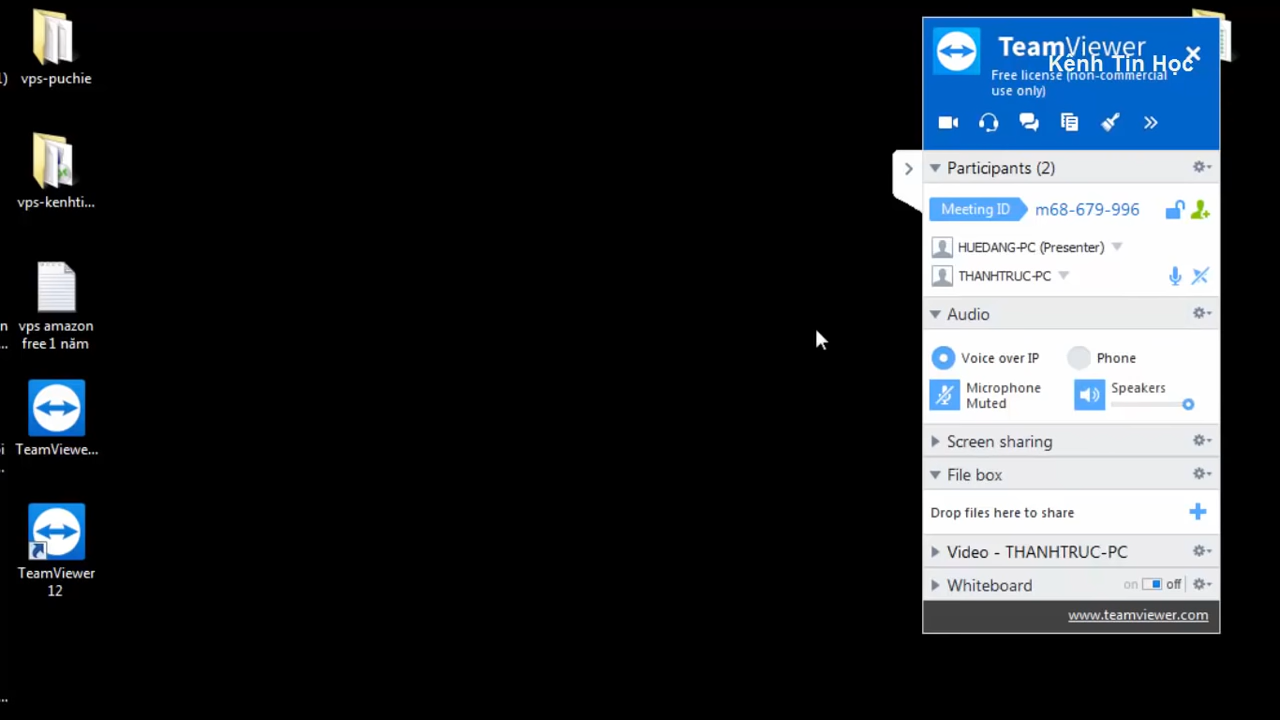 1)
vps-puchie
vps-kenhti...
vps amazon
free 1 năm
TeamViewe...
TeamViewer
12
TeamViewer
Kênh Tin Học
Free license (non-commercial
use only)
Participants (2)
Meeting ID
m68-679-996
HUEDANG-PC (Presenter)
THANHTRUC-PC
Audio
Voice over IP
Phone
Microphone
Muted
Speakers
Screen sharing
File box
Drop files here to share
Video - THANHTRUC-PC
Whiteboard
on
off
www.teamviewer.com